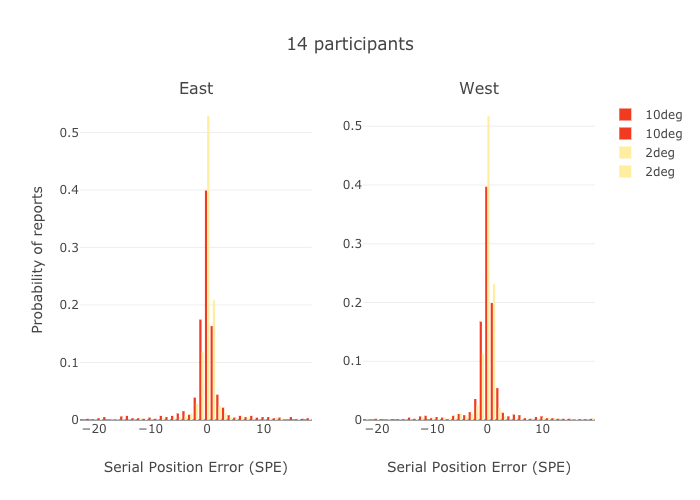 14 participants
East
West
10deg
10deg
2deg
2deg
Probability of reports
0.5
0.4
0.3
0.2
0.1
0
−20
−10
0
10
0.5
0.4
0.3
0.2
0.1
0
−20
−10
0
10
Serial Position Error (SPE)
Serial Position Error (SPE)